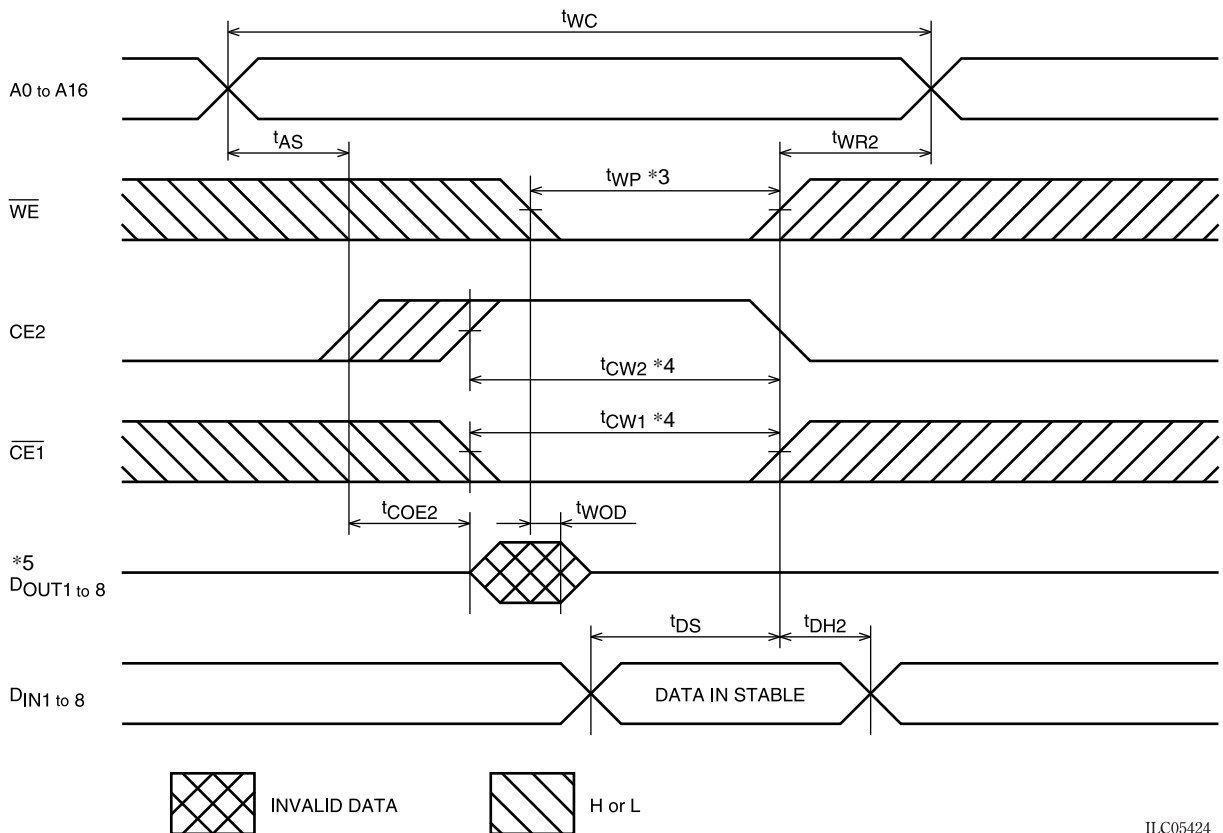 tWC
A0 to A16
tAS
tWR2
tWP *3
WE
CE2
tCW2 *4
tCW1 *4
CE1
tCOE2
tWOD
*5
DOUT1 to 8
tDS
tDH2
DIN1 to 8
DATA IN STABLE
INVALID DATA
H or L
ILC05424